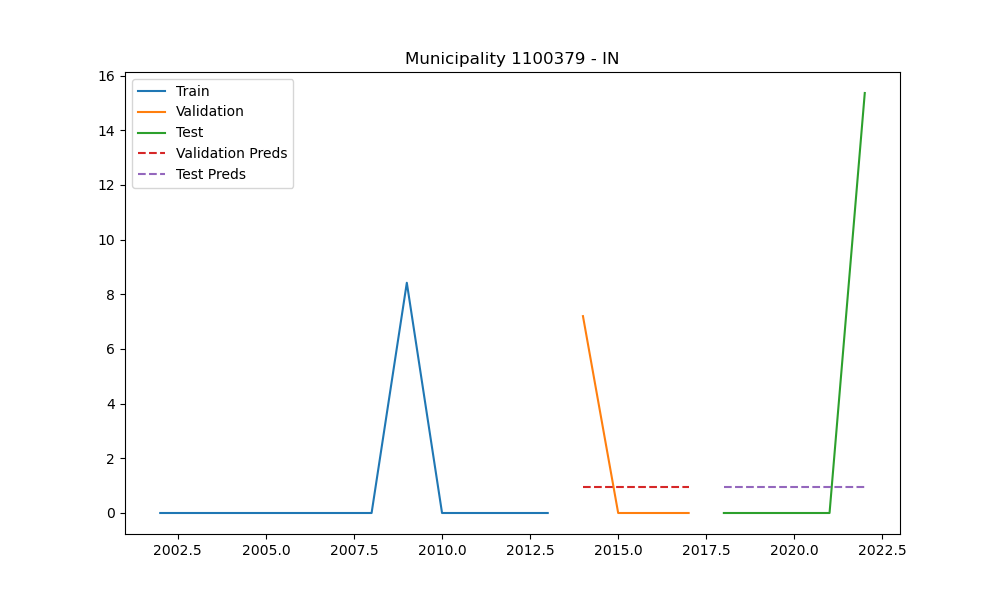 Municipality 1100379 - IN
16
14
12
10
8
6
4
2
0
Train
Validation
Test
Validation Preds
Test Preds
2002.5 2005.0 2007.5 2010.0 2012.5 2015.0 2017.5 2020.0 2022.5